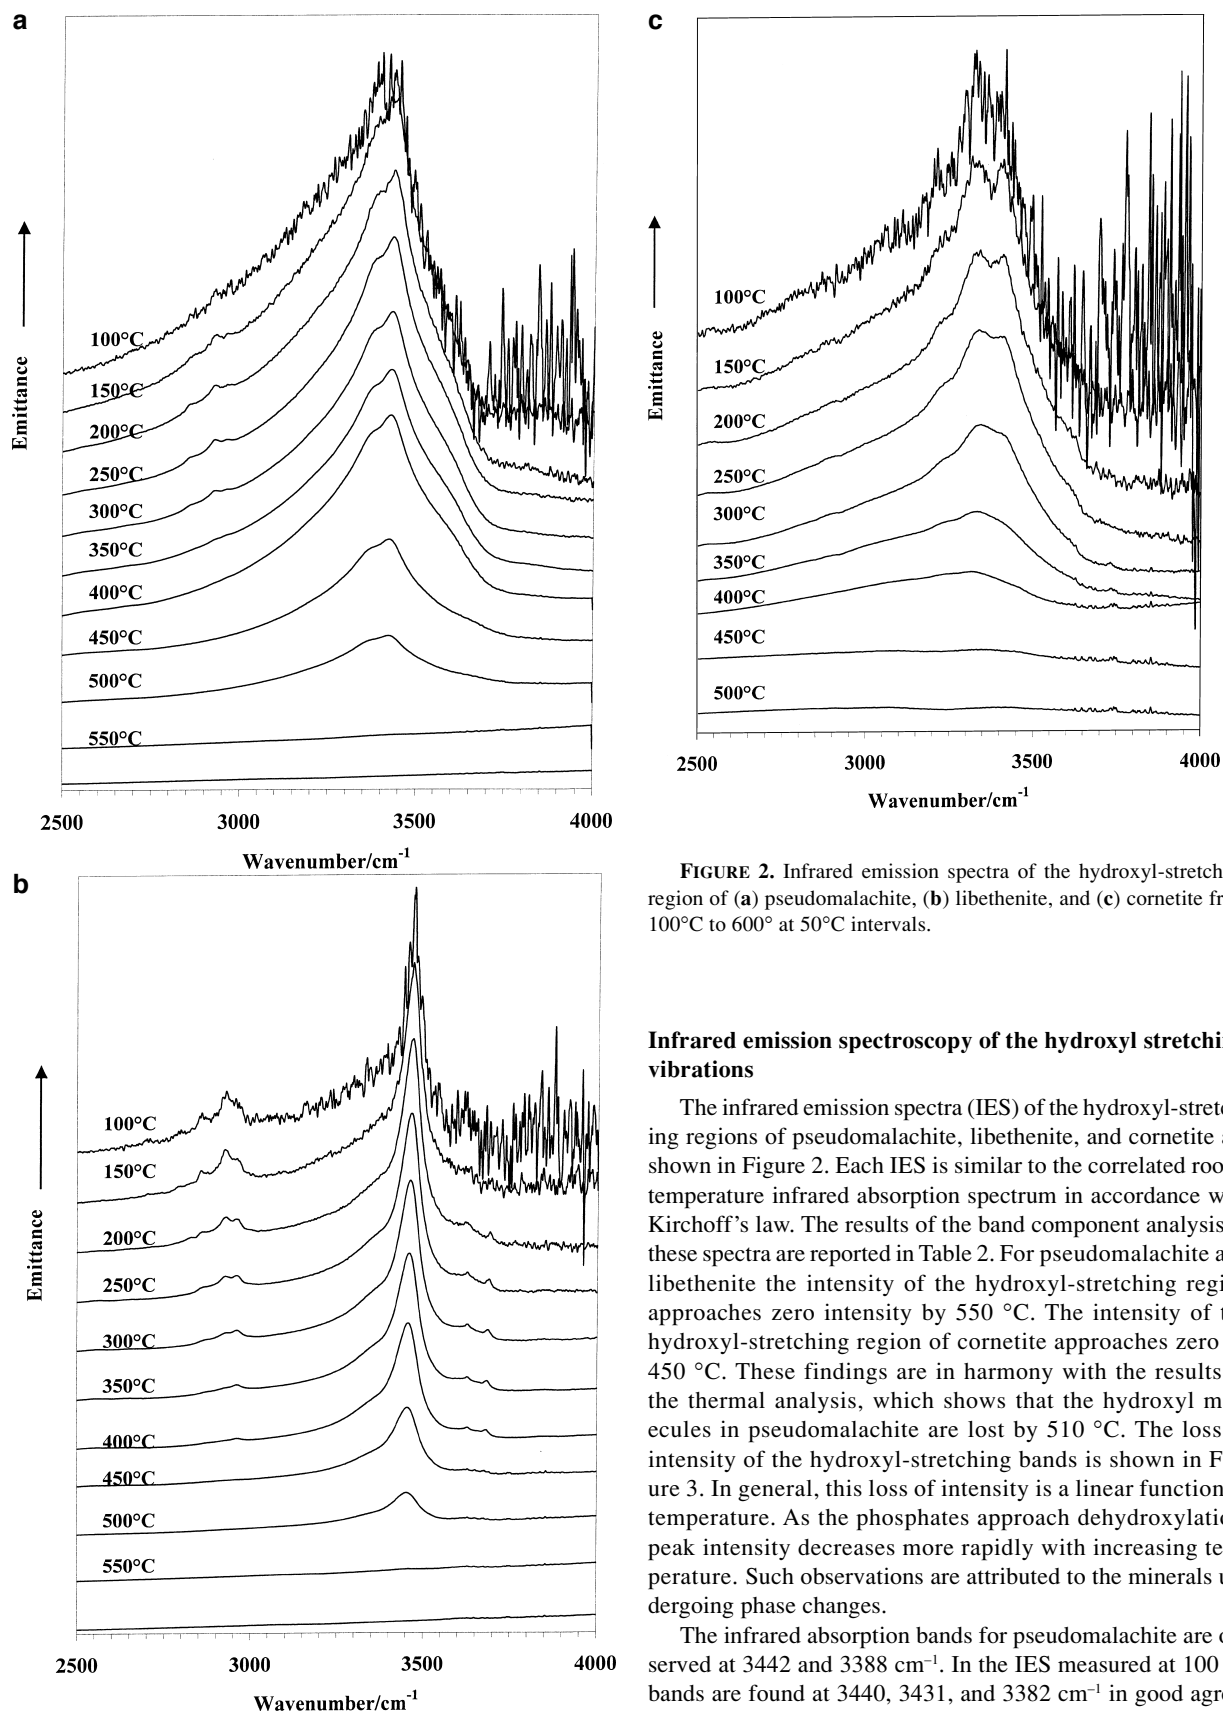 a
Emittance
100°C
150°C
200°C
250°C
300°C
350°C
400°C
450°C
500°C
550°C
2500 3000 3500 4000
Wavenumber/cm⁻¹
b
Emittance
100°C
150°C
200°C
250°C
300°C
350°C
400°C
450°C
500°C
550°C
2500 3000 3500 4000
Wavenumber/cm⁻¹
c
Emittance
100°C
150°C
200°C
250°C
300°C
350°C
400°C
450°C
500°C
2500 3000 3500 4000
Wavenumber/cm⁻¹
FIGURE 2. Infrared emission spectra of the hydroxyl-stretch
region of (a) pseudomalachite, (b) libethenite, and (c) cornetite fr
100°C to 600° at 50°C intervals.
Infrared emission spectroscopy of the hydroxyl stretchi
vibrations
The infrared emission spectra (IES) of the hydroxyl-stret
ing regions of pseudomalachite, libethenite, and cornetite a
shown in Figure 2. Each IES is similar to the correlated roo
temperature infrared absorption spectrum in accordance w
Kirchoff's law. The results of the band component analysis
these spectra are reported in Table 2. For pseudomalachite a
libethenite the intensity of the hydroxyl-stretching regi
approaches zero intensity by 550 °C. The intensity of t
hydroxyl-stretching region of cornetite approaches zero
450 °C. These findings are in harmony with the results
the thermal analysis, which shows that the hydroxyl m
ecules in pseudomalachite are lost by 510 °C. The loss
intensity of the hydroxyl-stretching bands is shown in F
ure 3. In general, this loss of intensity is a linear function
temperature. As the phosphates approach dehydroxylatio
peak intensity decreases more rapidly with increasing te
perature. Such observations are attributed to the minerals u
dergoing phase changes.
The infrared absorption bands for pseudomalachite are o
served at 3442 and 3388 cm⁻¹. In the IES measured at 100
bands are found at 3440, 3431, and 3382 cm⁻¹ in good agre